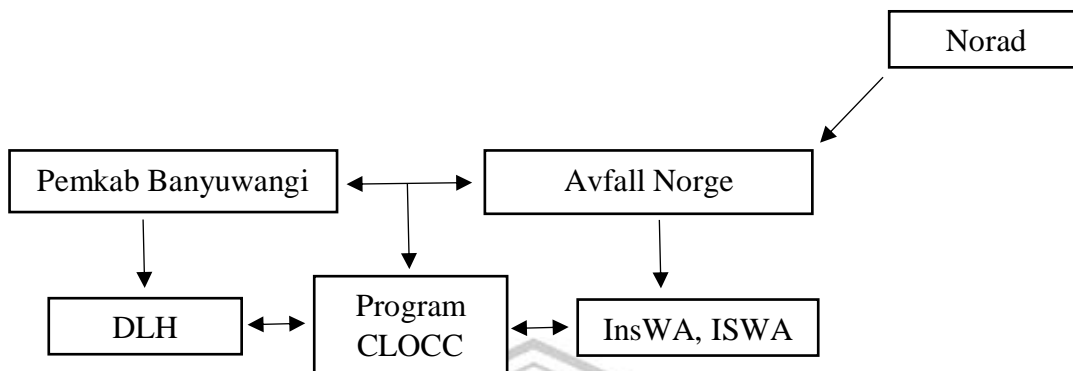 Norad
Pemkab Banyuwangi
Avfall Norge
DLH
Program
CLOCC
InsWA, ISWA